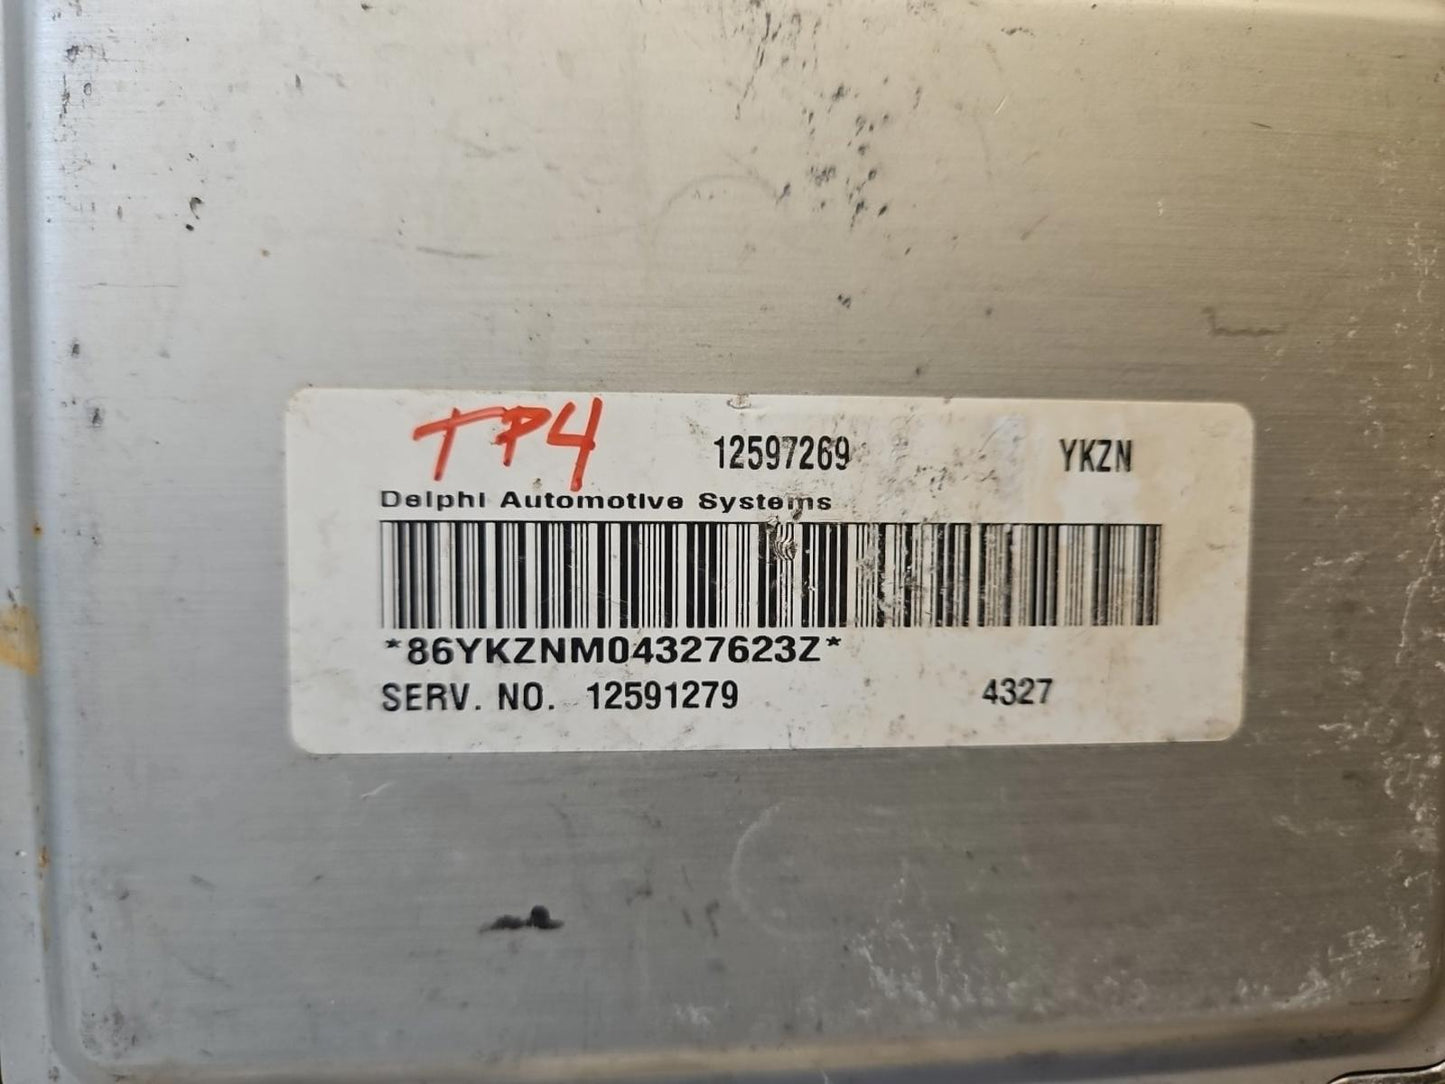 TP4 12597269 YKZN
Delphi Automotive Systems
*86YKZNM04327623Z*
SERV. NO. 12591279 4327